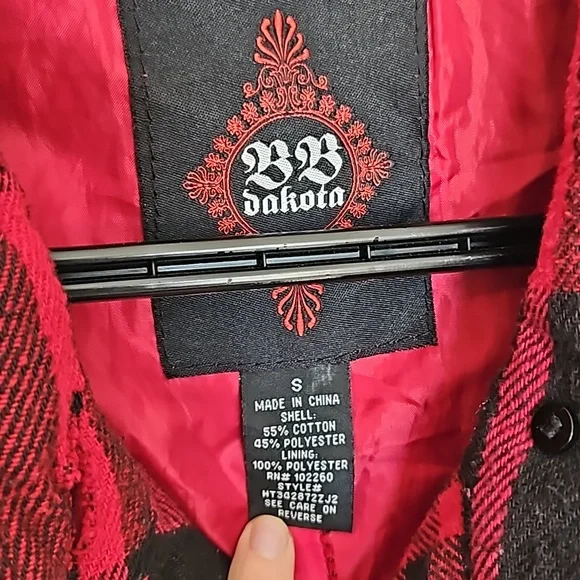 BB
dakota
S
MADE IN CHINA
SHELL:
55% COTTON
45% POLYESTER
LINING:
100% POLYESTER
RN# 102260
STYLE#
HT3G2872ZJ2
SEE CARE ON
REVERSE